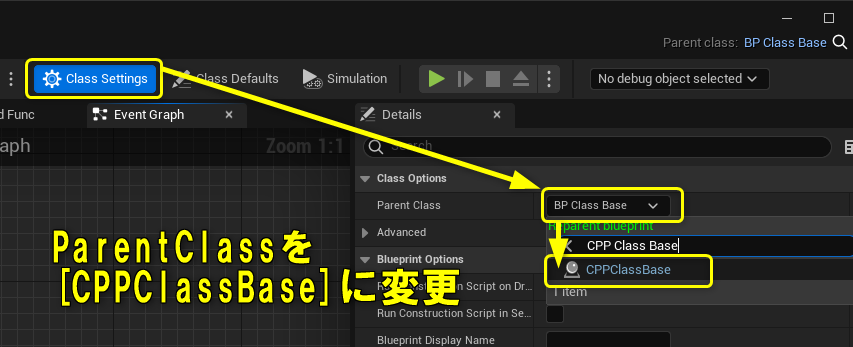 Parent class: BP Class Base
Class Settings
Class Defaults
Simulation
No debug object selected
d Func
Event Graph
Details
aph
Zoom 1:1
Search
Class Options
Parent Class
BP Class Base
Reparent blueprint
Advanced
CPP Class Base
CPPClassBase
1 item
Blueprint Options
Run Construction Script on Dr...
Run Construction Script in Se...
Blueprint Display Name
ParentClassを
[CPPClassBase]に変更